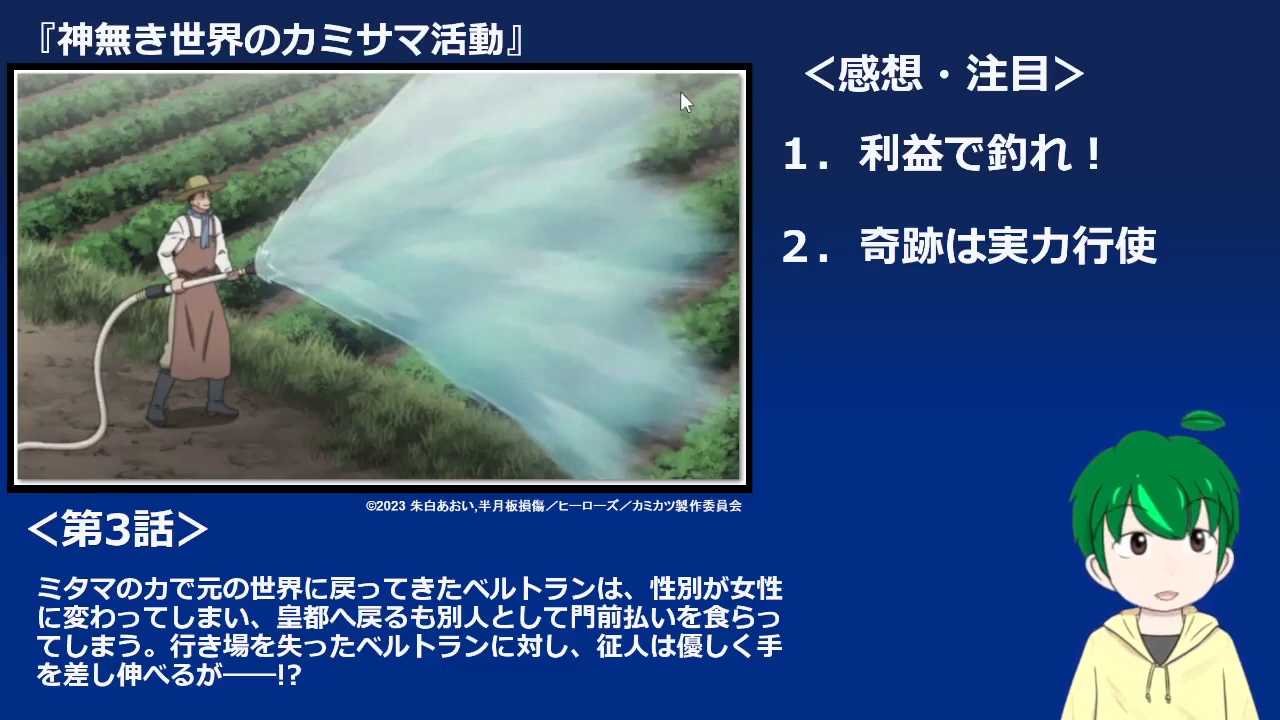 『神無き世界のカミサマ活動』
＜感想・注目＞
１．利益で釣れ！
２．奇跡は実力行使
©2023 朱白あおい,半月板損傷／ヒーローズ／カミカツ製作委員会
＜第3話＞
ミタマの力で元の世界に戻ってきたベルトランは、性別が女性
に変わってしまい、皇都へ戻るも別人として門前払いを食らっ
てしまう。行き場を失ったベルトランに対し、征人は優しく手
を差し伸べるが――!?